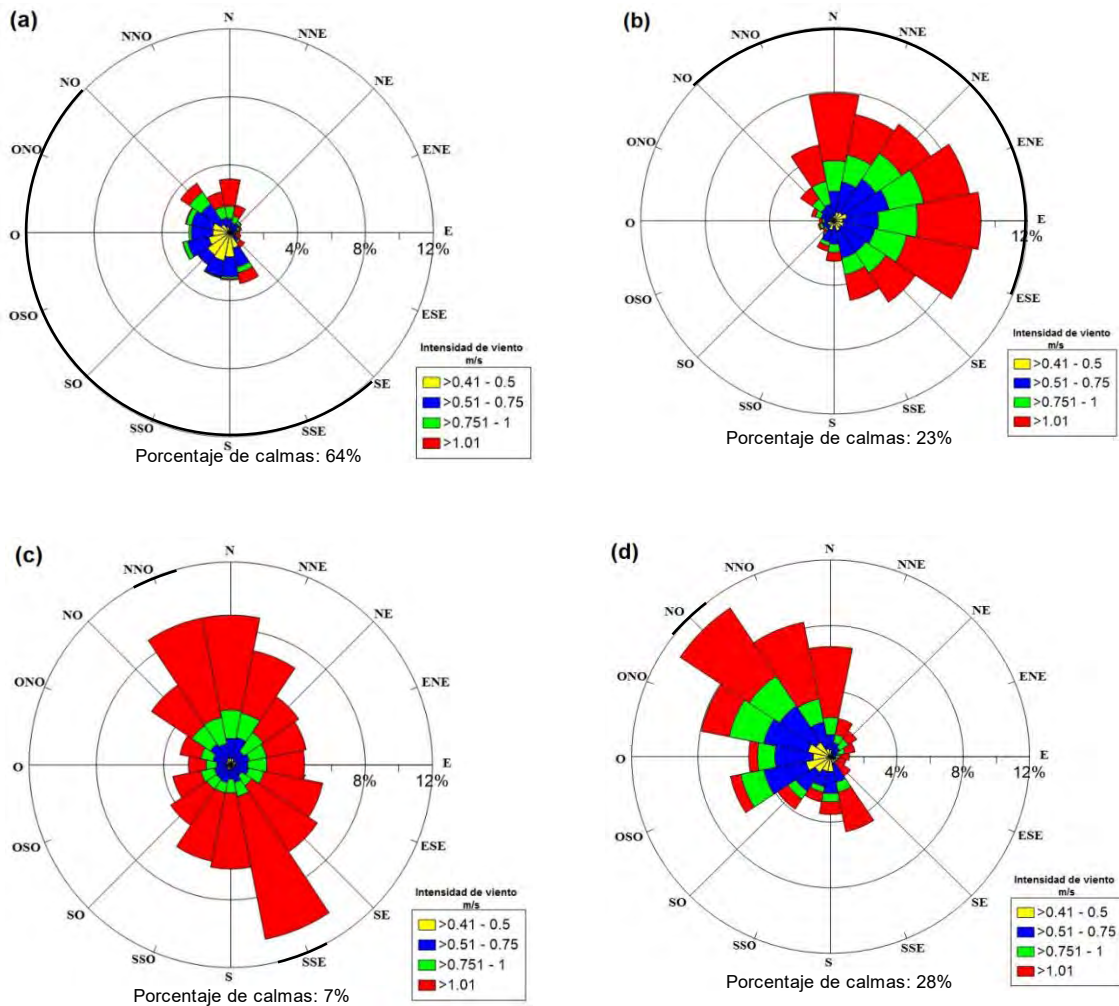 (a)
N
NNO
NNE
NO
NE
ONO
ENE
O
4%
8%
E
12%
OSO
ESE
SO
SE
SSO
SSE
S
Intensidad de viento
m/s
>0.41 - 0.5
>0.51 - 0.75
>0.751 - 1
>1.01
Porcentaje de calmas: 64%
(b)
N
NNO
NNE
NO
NE
ONO
ENE
O
E
12%
OSO
ESE
SO
SE
SSO
SSE
S
Intensidad de viento
m/s
>0.41 - 0.5
>0.51 - 0.75
>0.751 - 1
>1.01
Porcentaje de calmas: 23%
(c)
N
NNO
NNE
NO
NE
ONO
ENE
O
8%
E
12%
OSO
ESE
SO
SE
SSO
SSE
S
Intensidad de viento
m/s
>0.41 - 0.5
>0.51 - 0.75
>0.751 - 1
>1.01
Porcentaje de calmas: 7%
(d)
N
NNO
NNE
NO
NE
ONO
ENE
O
4%
8%
E
12%
OSO
ESE
SO
SE
SSO
SSE
S
Intensidad de viento
m/s
>0.41 - 0.5
>0.51 - 0.75
>0.751 - 1
>1.01
Porcentaje de calmas: 28%